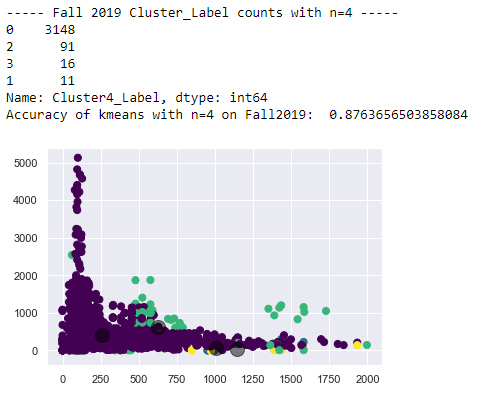 ----- Fall 2019 Cluster_Label counts with n=4 -----
0    3148
2      91
3      16
1      11
Name: Cluster4_Label, dtype: int64
Accuracy of kmeans with n=4 on Fall2019:  0.8763656503858084
5000
4000
3000
2000
1000
0
0 250 500 750 1000 1250 1500 1750 2000